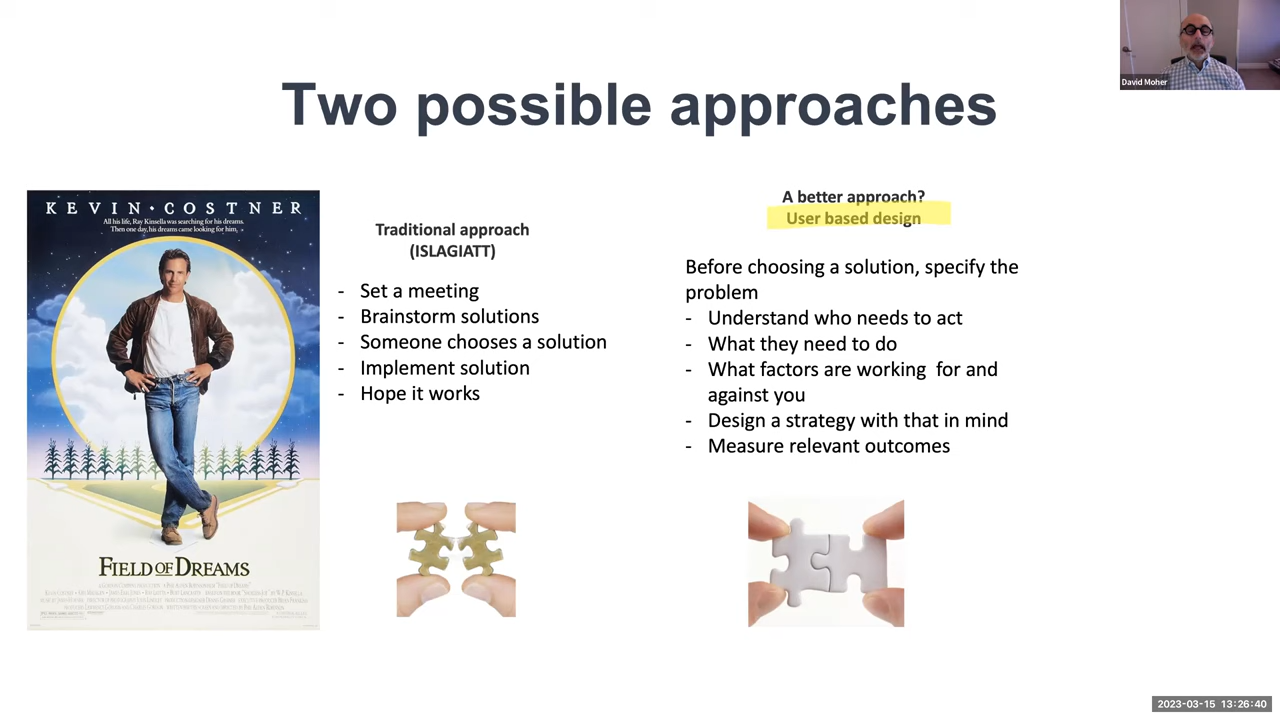 David Moher
Two possible approaches
KEVIN·COSTNER
All his life, Ray Kinsella was searching for his dreams.
Then one day, his dreams came looking for him.
FIELD OF DREAMS
Traditional approach
(ISLAGIATT)
- Set a meeting
- Brainstorm solutions
- Someone chooses a solution
- Implement solution
- Hope it works
A better approach?
User based design
Before choosing a solution, specify the
problem
- Understand who needs to act
- What they need to do
- What factors are working for and
against you
- Design a strategy with that in mind
- Measure relevant outcomes
2023-03-15 13:26:40